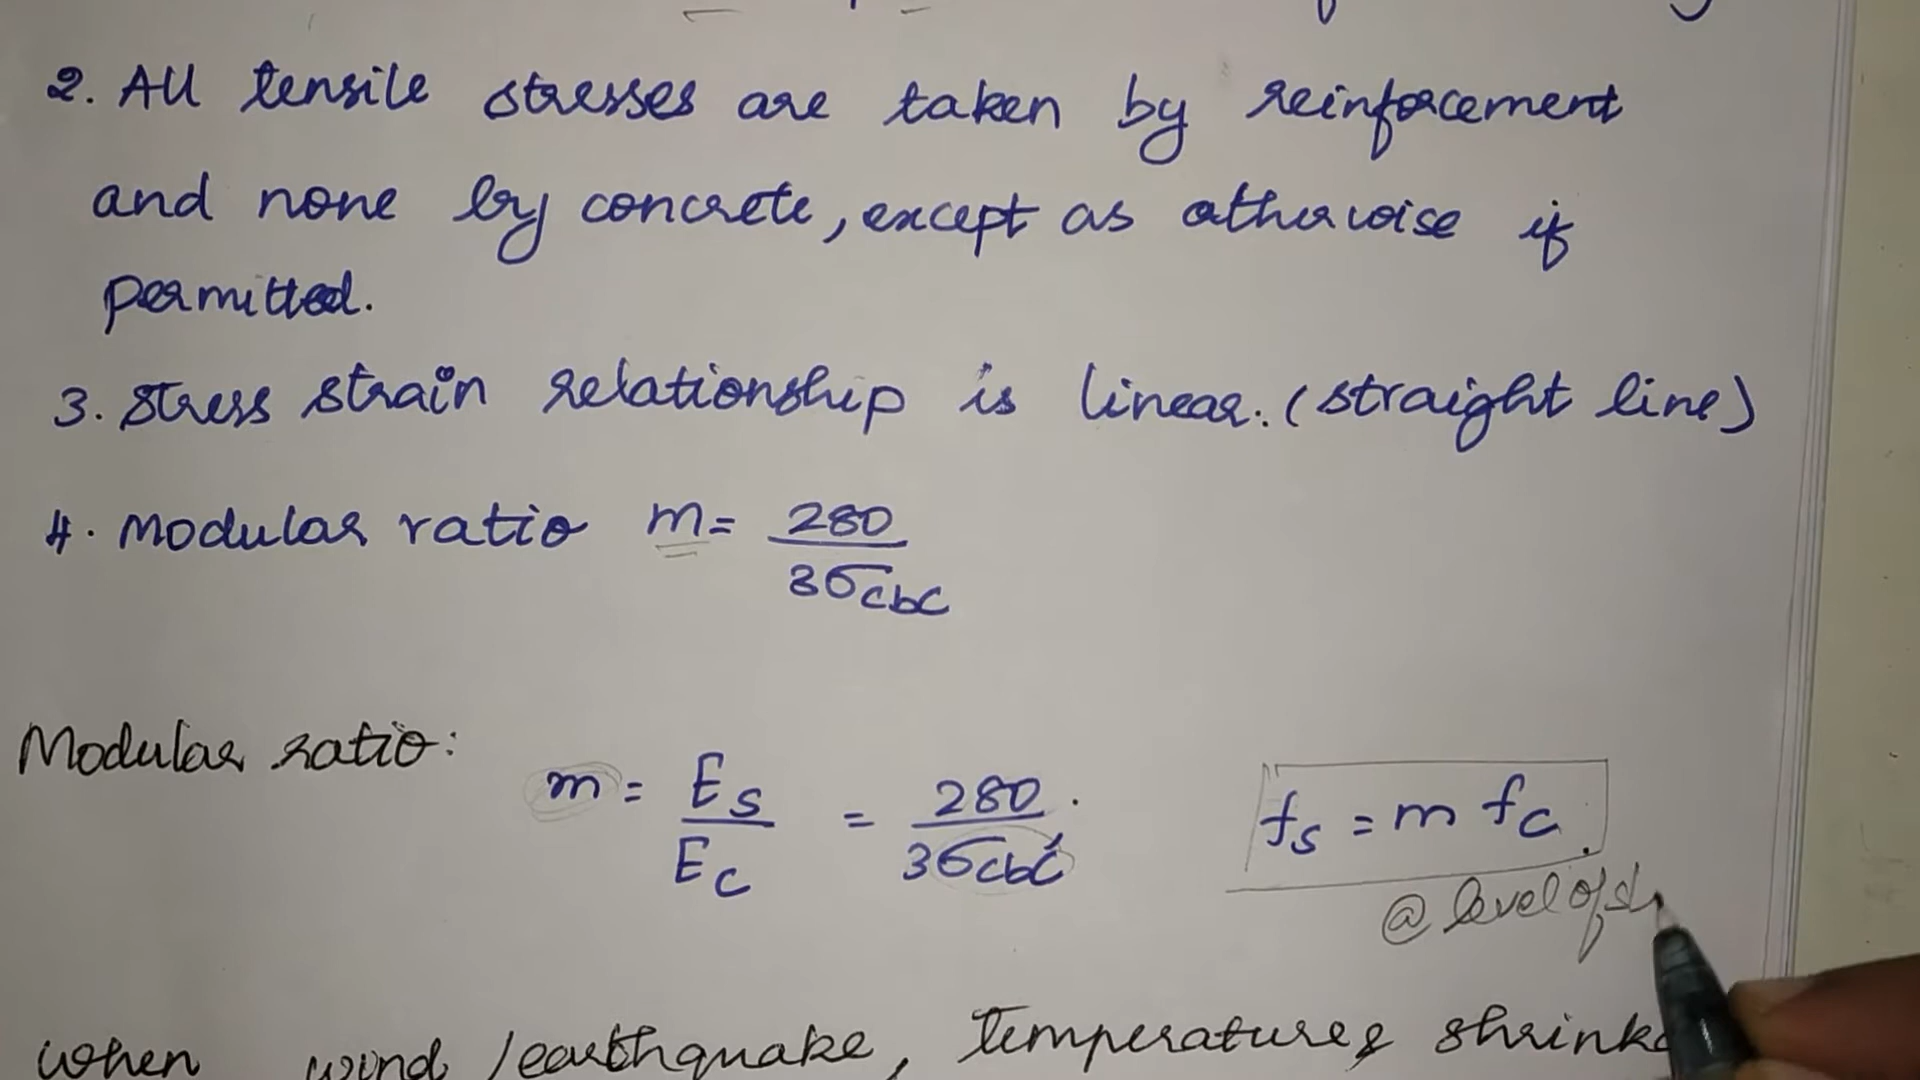 2. All tensile stresses are taken by reinforcement
and none by concrete, except as otherwise if
permitted.
3. Stress strain relationship is linear. (straight line)
4. Modular ratio m = 280 / 3σcbc
Modular ratio: m = Es / Ec = 280 / 3σcbc fs = m fc.
@ level of
when wind / earthquake, Temperature &